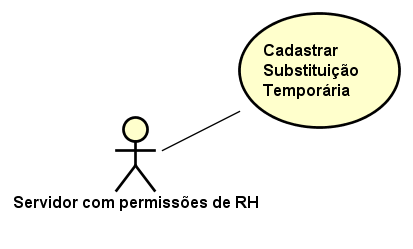 Cadastrar
Substituição
Temporária
Servidor com permissões de RH